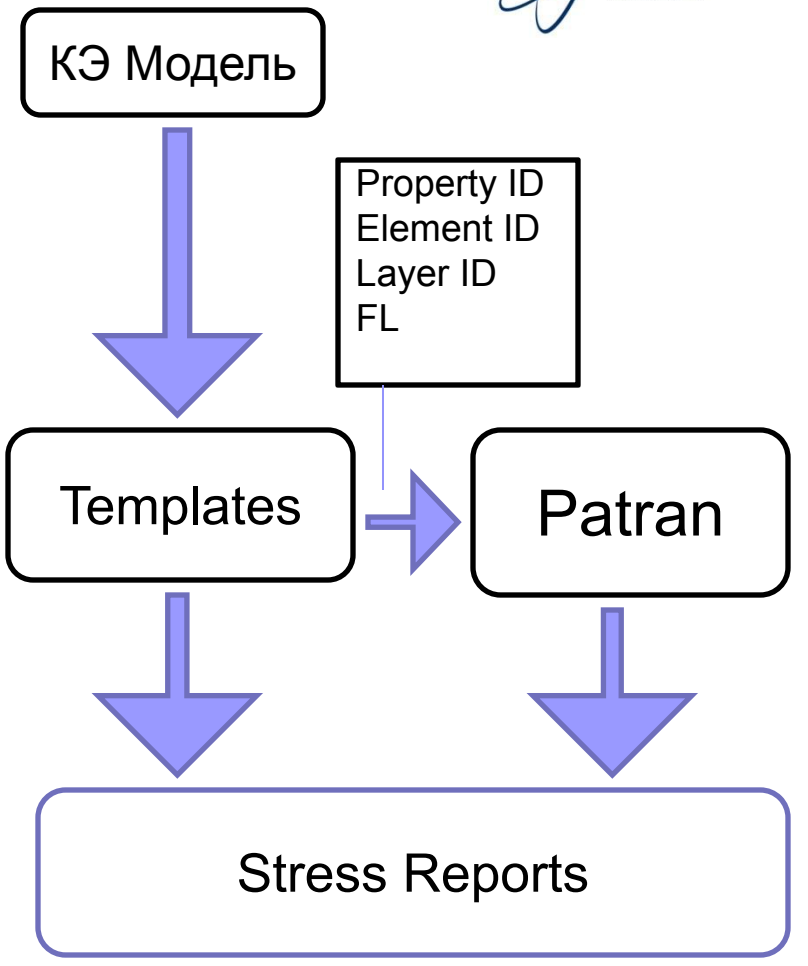 КЭ Модель
Property ID
Element ID
Layer ID
FL
Templates
Patran
Stress Reports